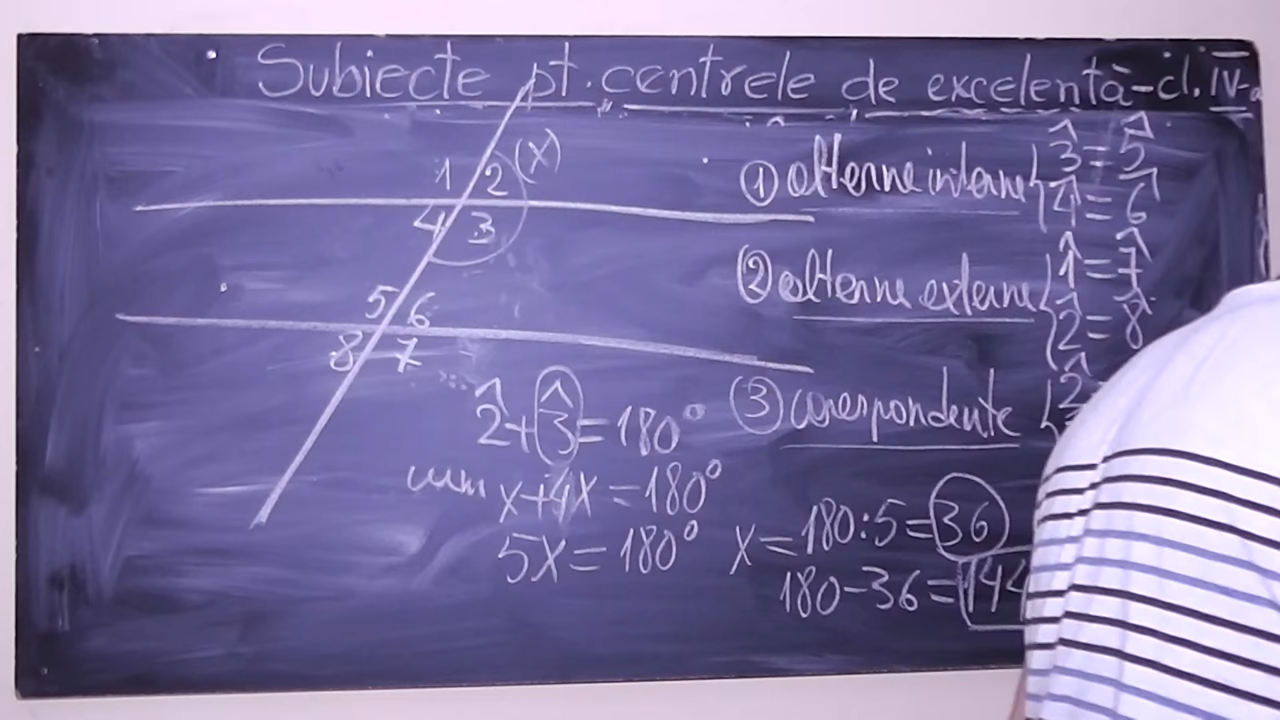 Subiecte pt. centrele de excelență-cl. IV-a
1 2 (x)
4 3
5 6
8 7
① alterne interne { 3̂ = 5̂
4̂ = 6̂
② alterne externe { 1̂ = 7̂
2̂ = 8̂
③ corespondente { 2̂
2̂+3̂=180°
cum x+4x=180°
5x=180°
x=180:5=36
180-36=144